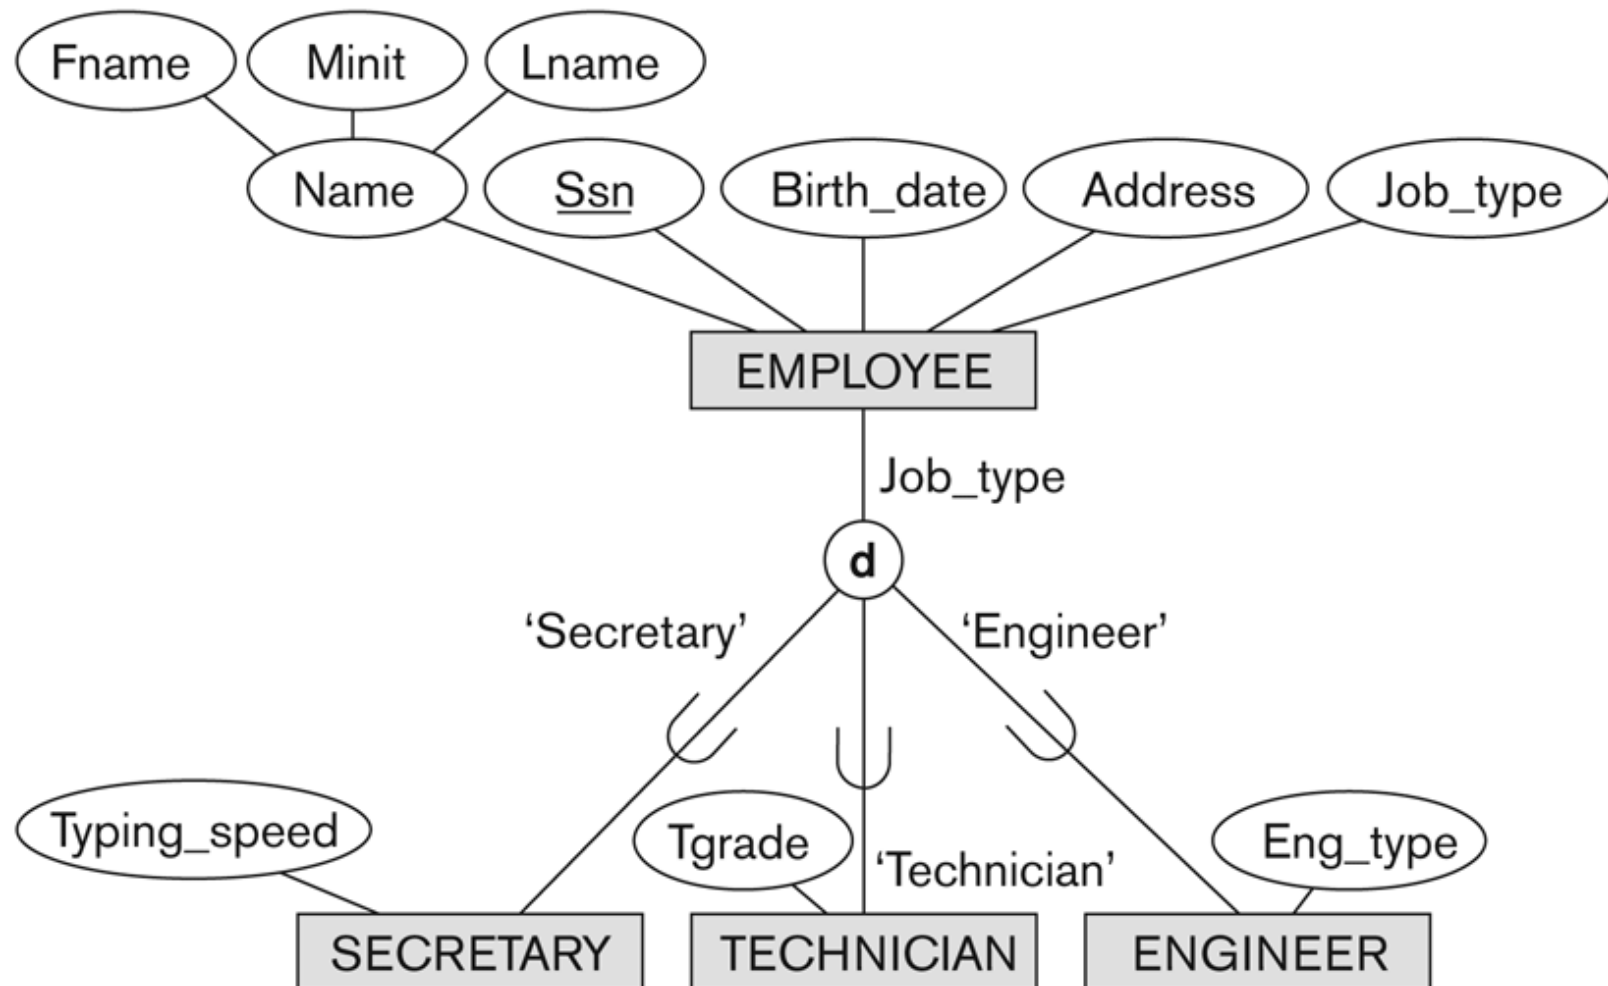 Fname Minit Lname
Name Ssn Birth_date Address Job_type
EMPLOYEE
Job_type
d
‘Secretary’ ‘Engineer’
Typing_speed Tgrade Eng_type
‘Technician’
SECRETARY TECHNICIAN ENGINEER